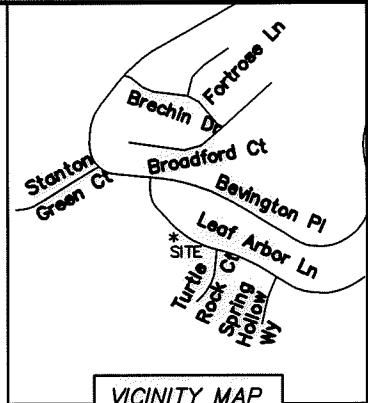 Fortrose Ln
Brechin Dr
Broadford Ct
Stanton
Green Ct
Bevington Pl
Leaf Arbor Ln
*
SITE
Turtle
Rock Ct
Spring
Hollow
Wy
VICINITY MAP